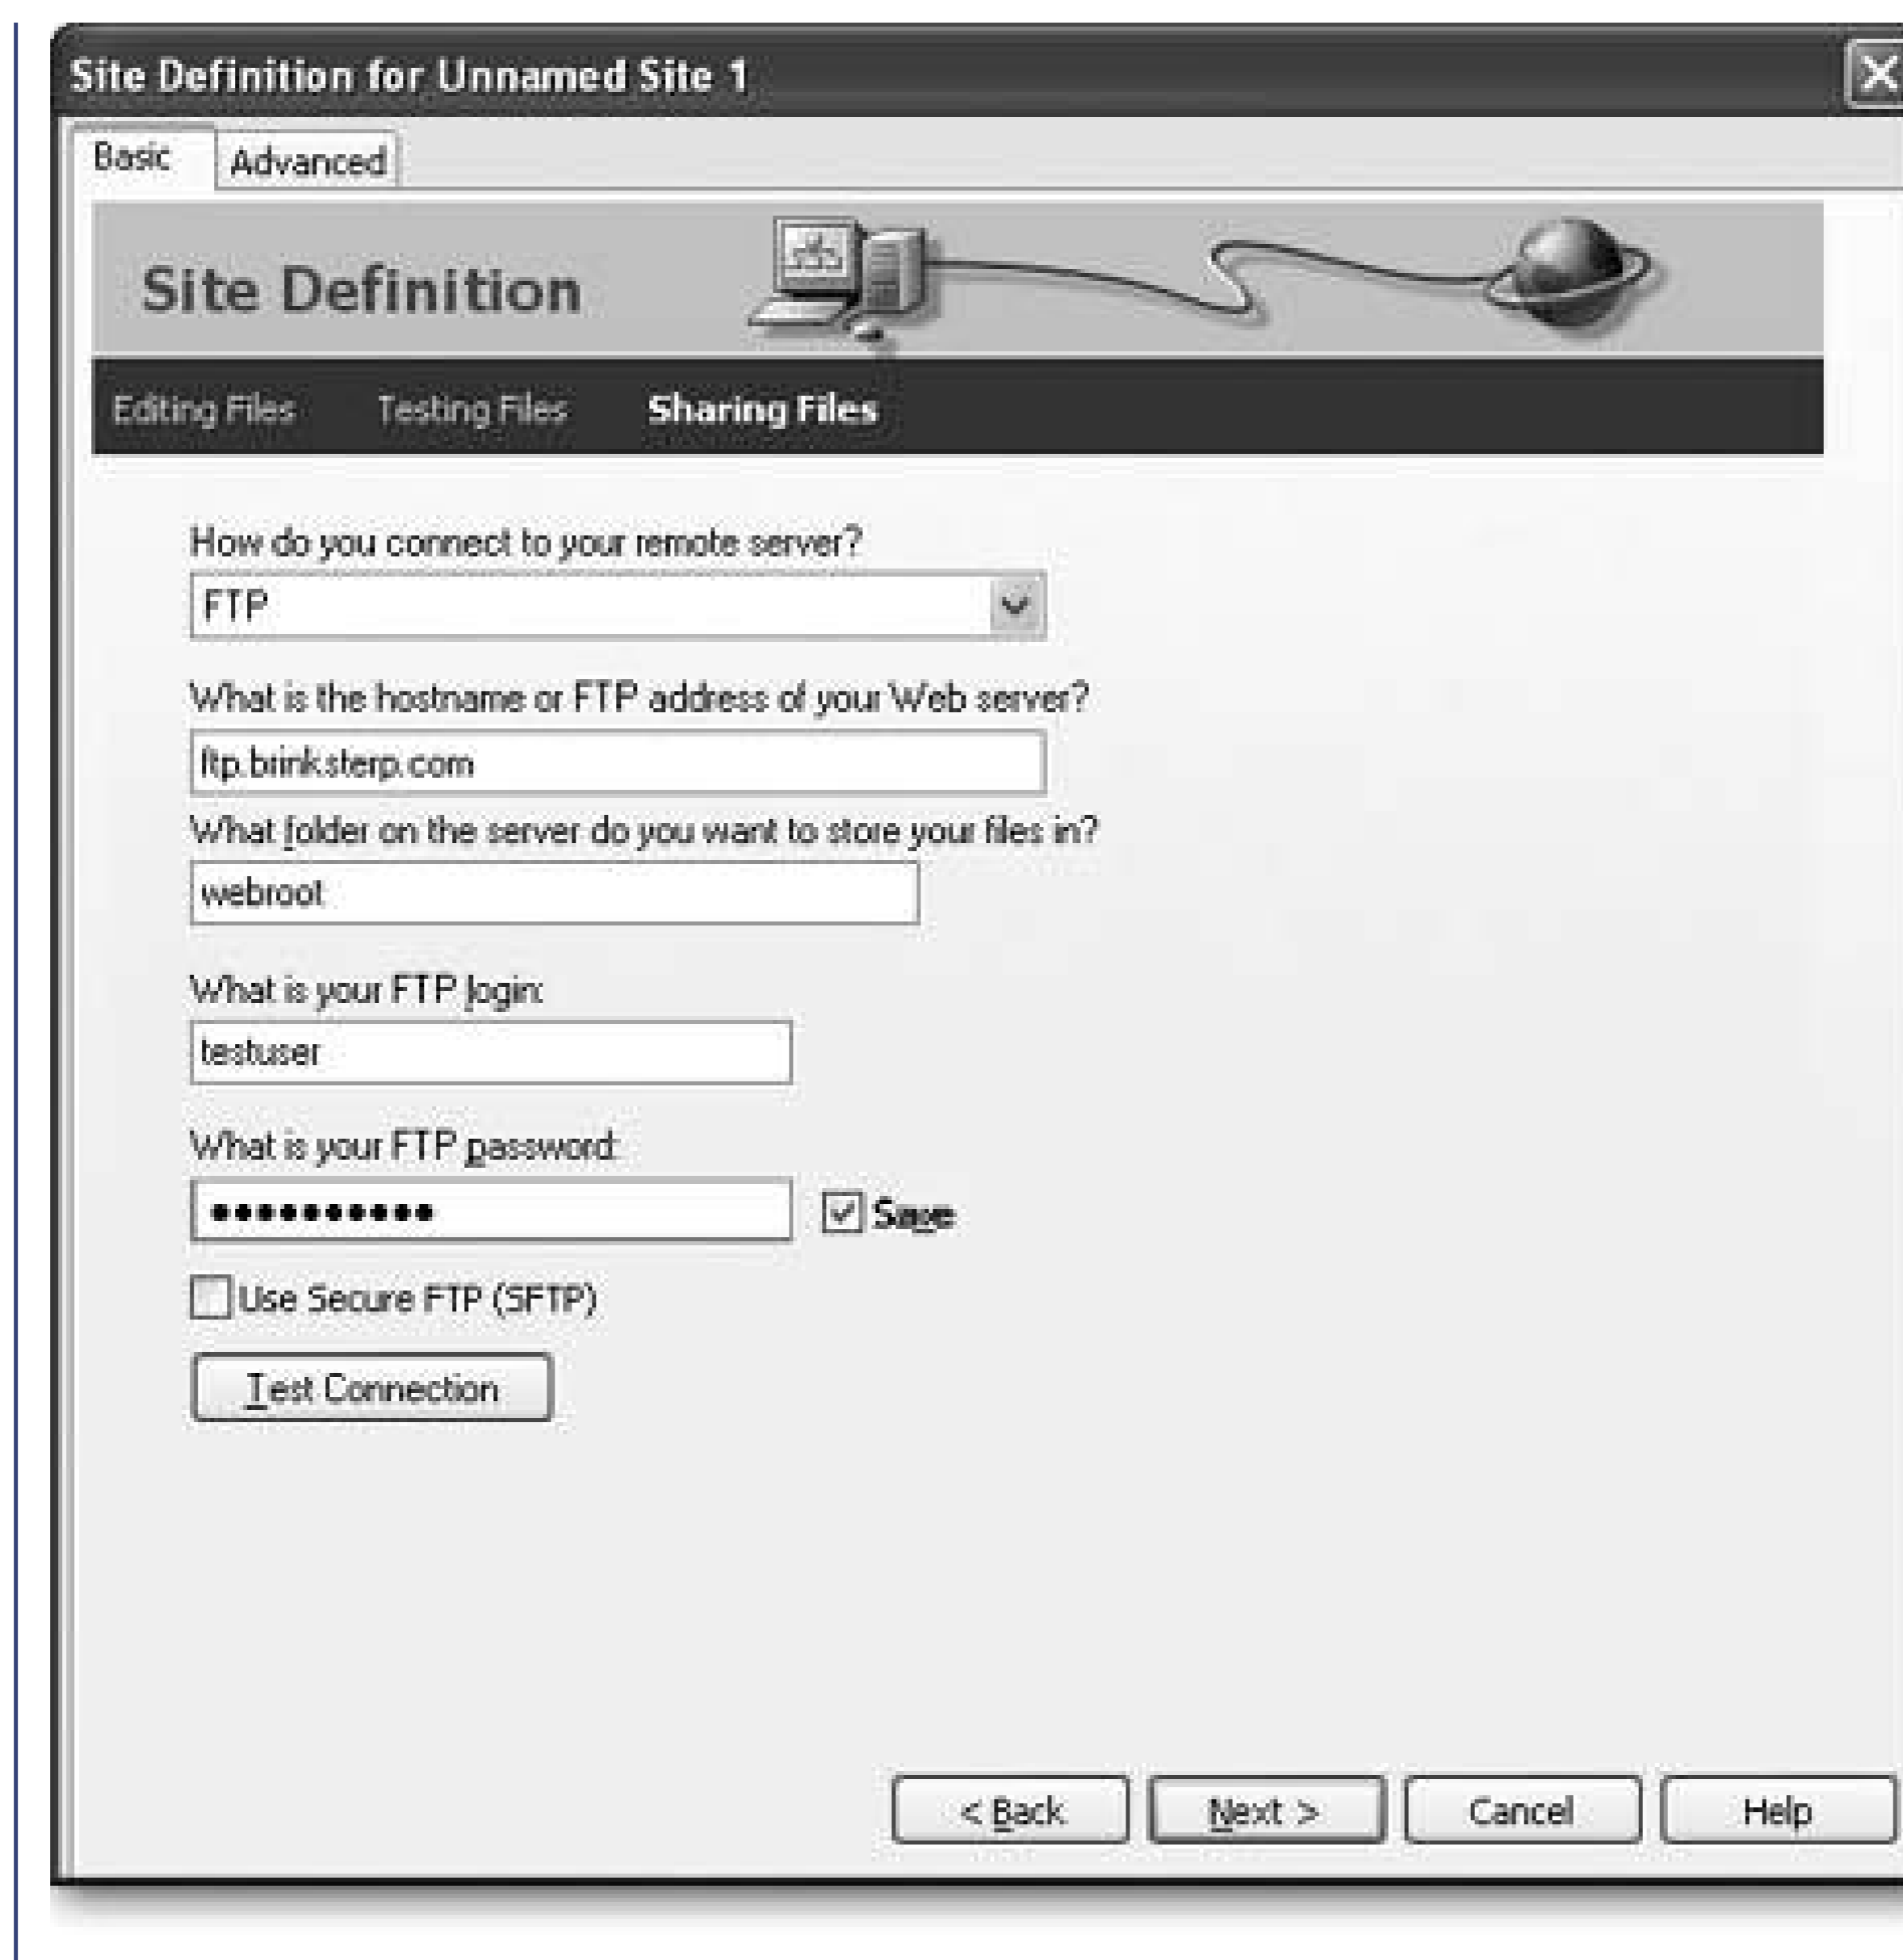 Site Definition for Unnamed Site 1
Basic Advanced
Site Definition
Editing Files Testing Files Sharing Files
How do you connect to your remote server?
FTP
What is the hostname or FTP address of your Web server?
ftp.brinksterp.com
What folder on the server do you want to store your files in?
webroot
What is your FTP login:
testuser
What is your FTP password:
Save
Use Secure FTP (SFTP)
Test Connection
< Back Next > Cancel Help